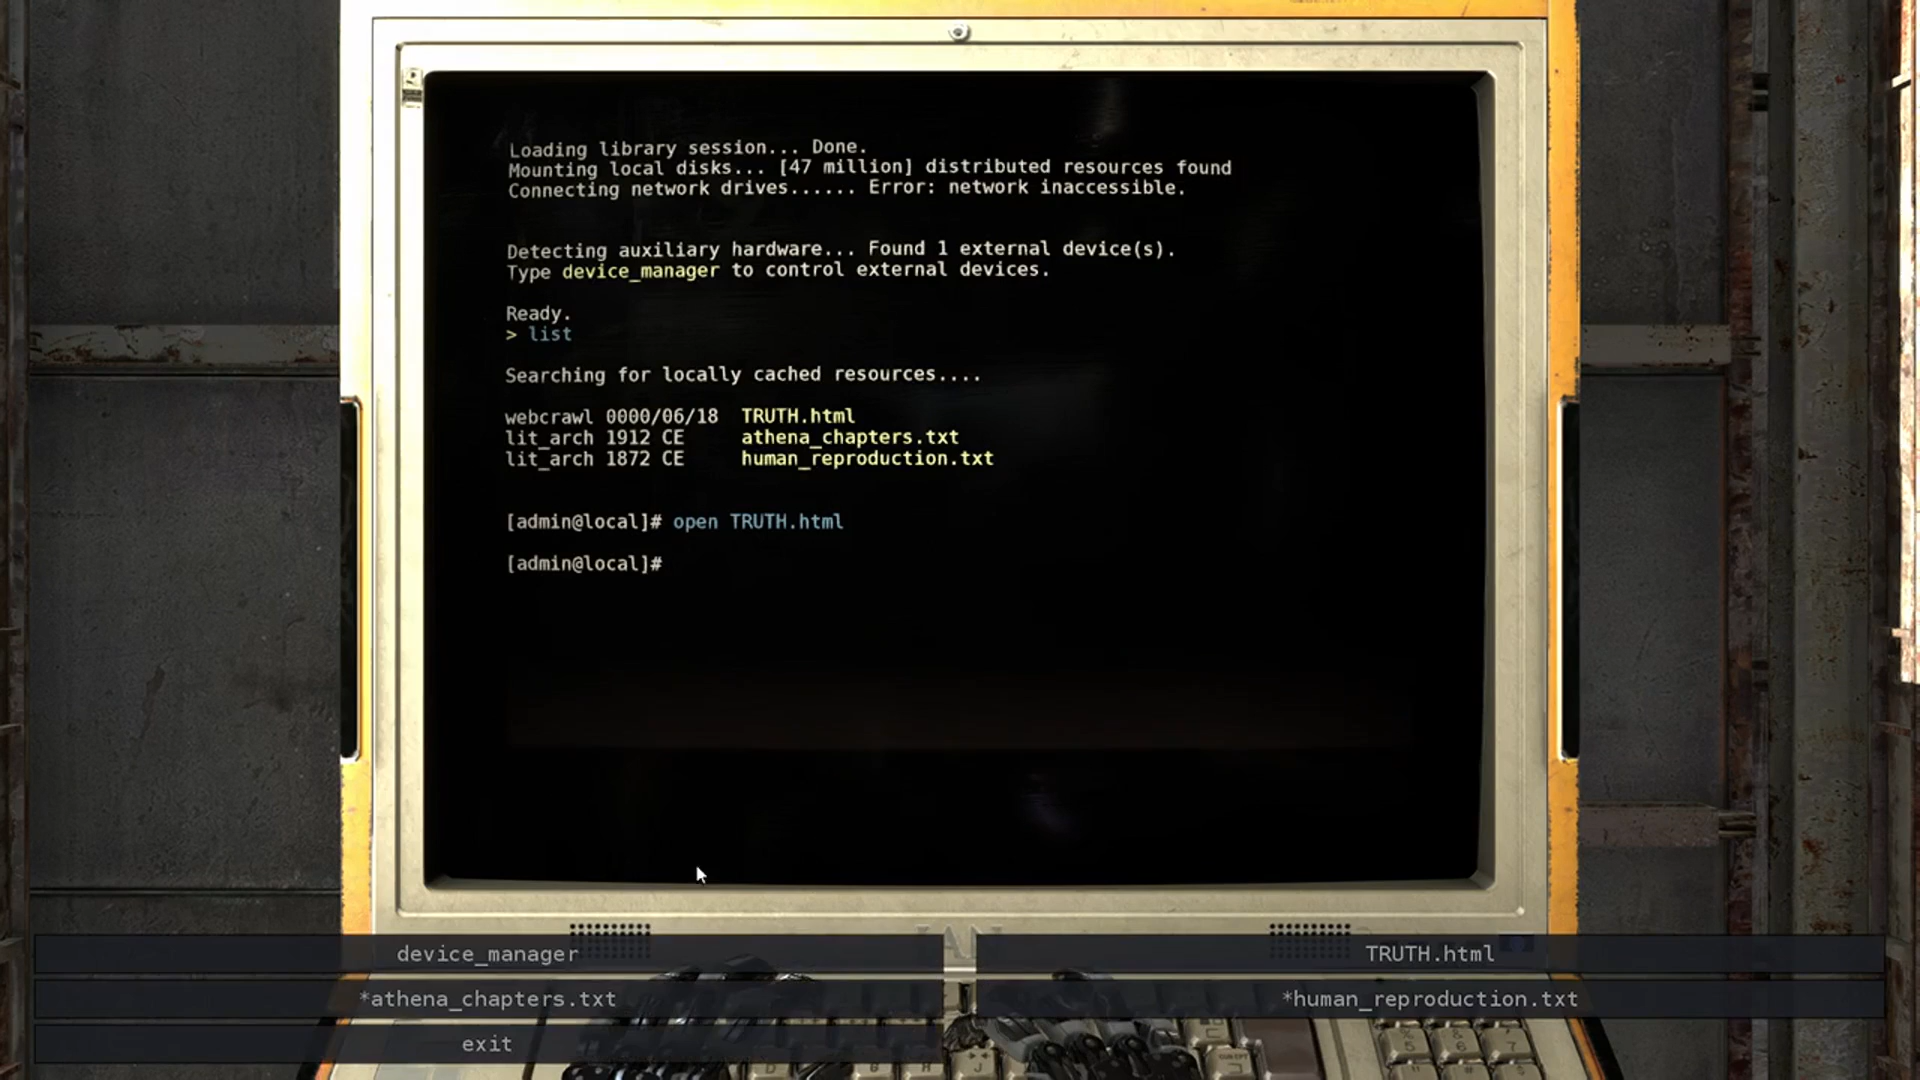 Loading library session... Done.
Mounting local disks... [47 million] distributed resources found
Connecting network drives...... Error: network inaccessible.
Detecting auxiliary hardware... Found 1 external device(s).
Type device_manager to control external devices.
Ready.
> list
Searching for locally cached resources....
webcrawl 0000/06/18 TRUTH.html
lit_arch 1912 CE athena_chapters.txt
lit_arch 1872 CE human_reproduction.txt
[admin@local]# open TRUTH.html
[admin@local]#
device_manager
TRUTH.html
*athena_chapters.txt
*human_reproduction.txt
exit